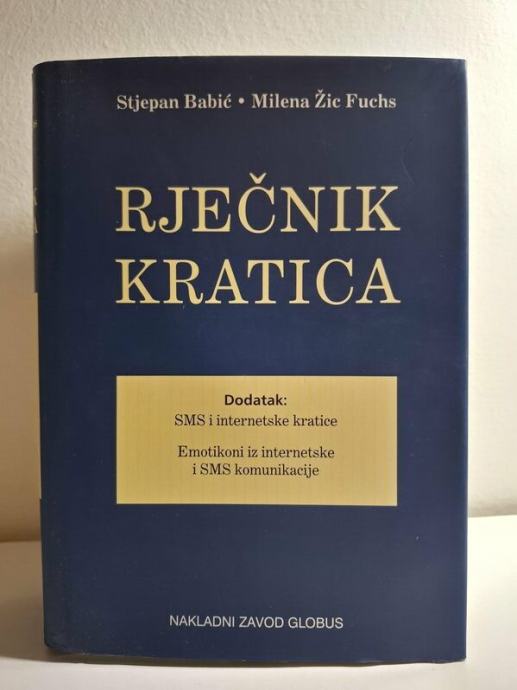 Stjepan Babić • Milena Žic Fuchs
RJEČNIK
KRATICA
Dodatak:
SMS i internetske kratice
Emotikoni iz internetske
i SMS komunikacije
NAKLADNI ZAVOD GLOBUS